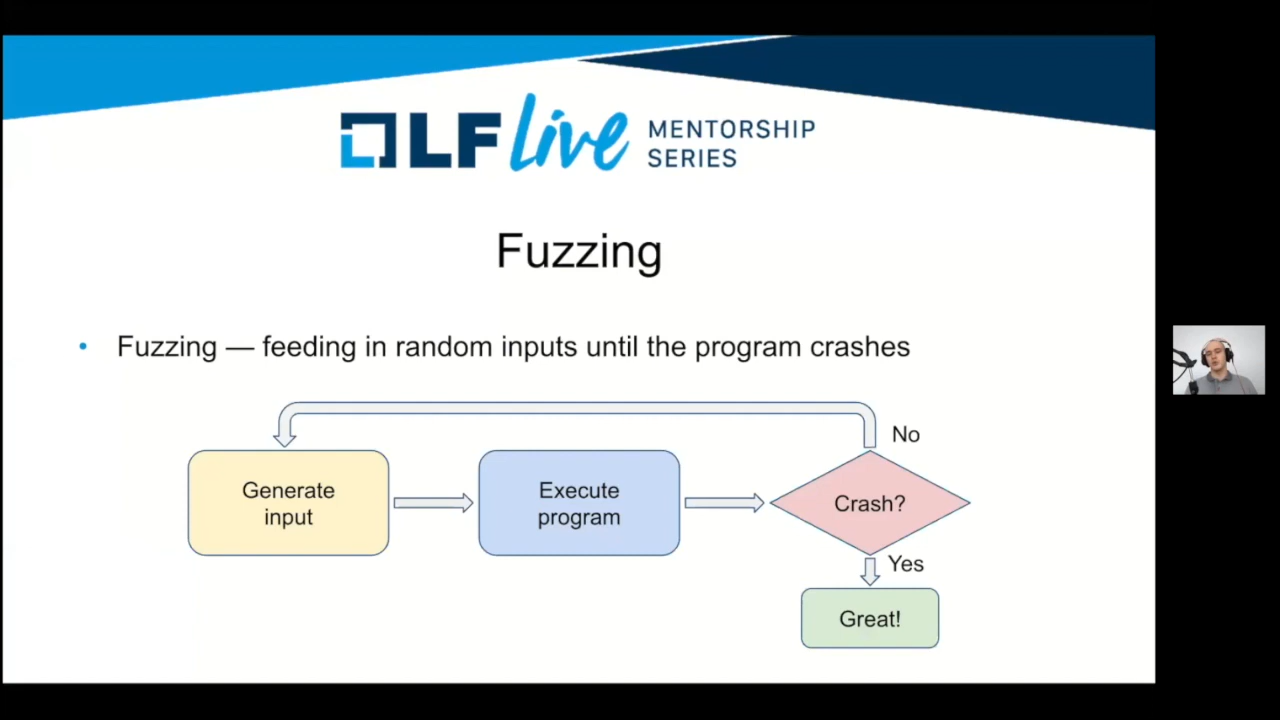 LF Live MENTORSHIP
SERIES
Fuzzing
• Fuzzing — feeding in random inputs until the program crashes
No
Generate
input
Execute
program
Crash?
Yes
Great!